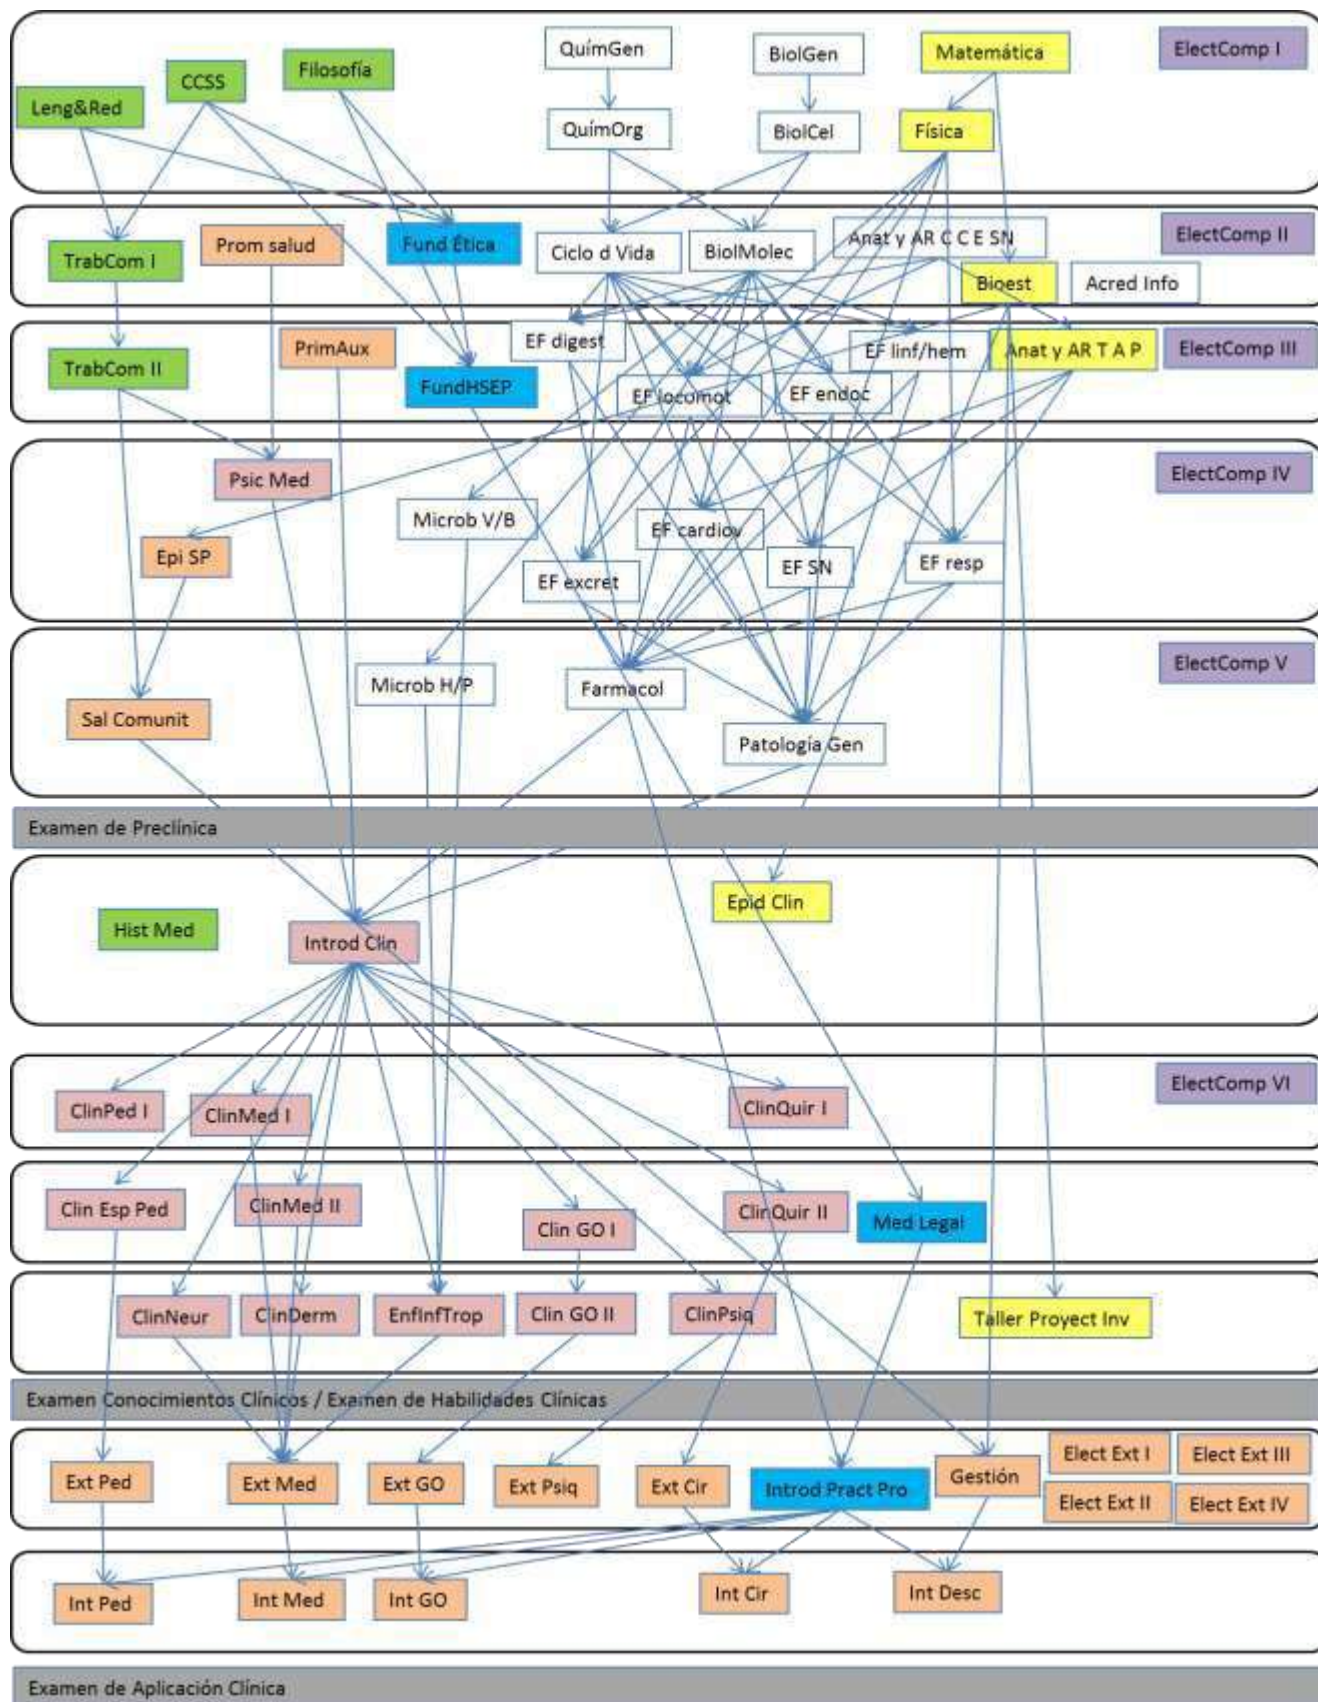 QuímGen
BiolGen
Matemática
ElectComp I
Filosofía
CCSS
Leng&Red
QuímOrg
BiolCel
Física
Prom salud
Fund Ética
Ciclo d Vida
BiolMolec
Anat y AR C C E SN
ElectComp II
TrabCom I
Bioest
Acred Info
PrimAux
EF digest
EF linf/hem
Anat y AR T A P
ElectComp III
TrabCom II
FundHSEP
EF locomot
EF endoc
Psic Med
ElectComp IV
Microb V/B
EF cardiov
Epi SP
EF excret
EF SN
EF resp
Microb H/P
Farmacol
ElectComp V
Sal Comunit
Patología Gen
Examen de Preclínica
Epid Clin
Hist Med
Introd Clin
ClinPed I
ClinMed I
ClinQuir I
ElectComp VI
Clin Esp Ped
ClinMed II
Clin GO I
ClinQuir II
Med Legal
ClinNeur
ClinDerm
EnfInfTrop
Clin GO II
ClinPsiq
Taller Proyect Inv
Examen Conocimientos Clínicos / Examen de Habilidades Clínicas
Ext Ped
Ext Med
Ext GO
Ext Psiq
Ext Cir
Introd Pract Pro
Gestión
Elect Ext I
Elect Ext III
Elect Ext II
Elect Ext IV
Int Ped
Int Med
Int GO
Int Cir
Int Desc
Examen de Aplicación Clínica